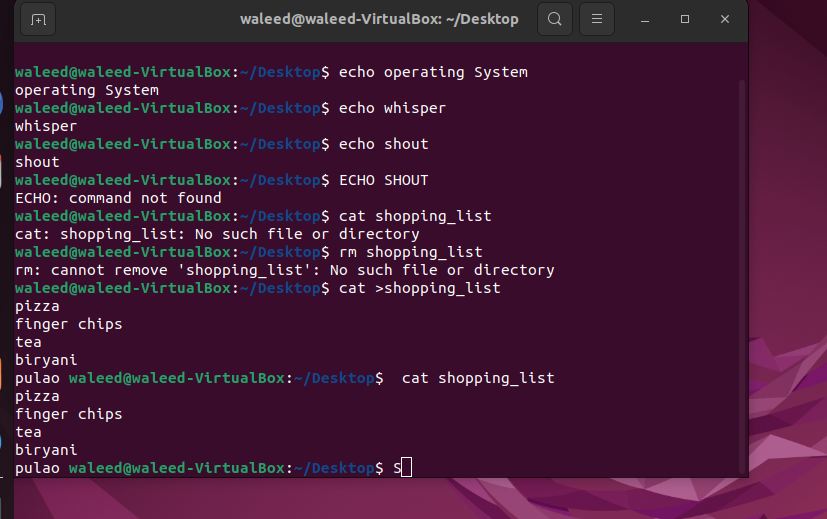 waleed@waleed-VirtualBox: ~/Desktop
waleed@waleed-VirtualBox:~/Desktop$ echo operating System
operating System
waleed@waleed-VirtualBox:~/Desktop$ echo whisper
whisper
waleed@waleed-VirtualBox:~/Desktop$ echo shout
shout
waleed@waleed-VirtualBox:~/Desktop$ ECHO SHOUT
ECHO: command not found
waleed@waleed-VirtualBox:~/Desktop$ cat shopping_list
cat: shopping_list: No such file or directory
waleed@waleed-VirtualBox:~/Desktop$ rm shopping_list
rm: cannot remove 'shopping_list': No such file or directory
waleed@waleed-VirtualBox:~/Desktop$ cat >shopping_list
pizza
finger chips
tea
biryani
pulao waleed@waleed-VirtualBox:~/Desktop$  cat shopping_list
pizza
finger chips
tea
biryani
pulao waleed@waleed-VirtualBox:~/Desktop$ S